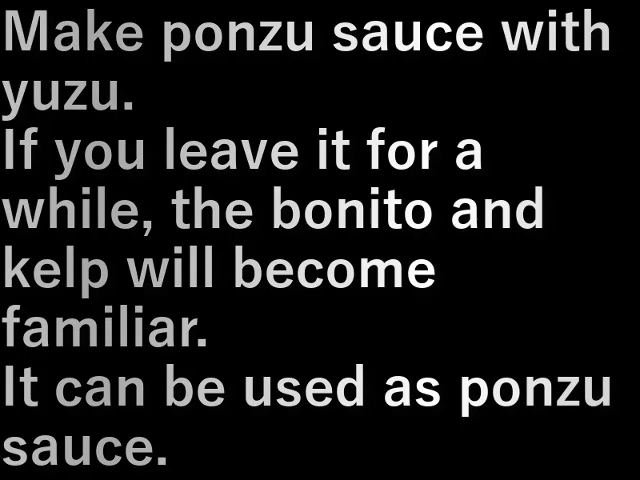 Make ponzu sauce with
yuzu.
If you leave it for a
while, the bonito and
kelp will become
familiar.
It can be used as ponzu
sauce.